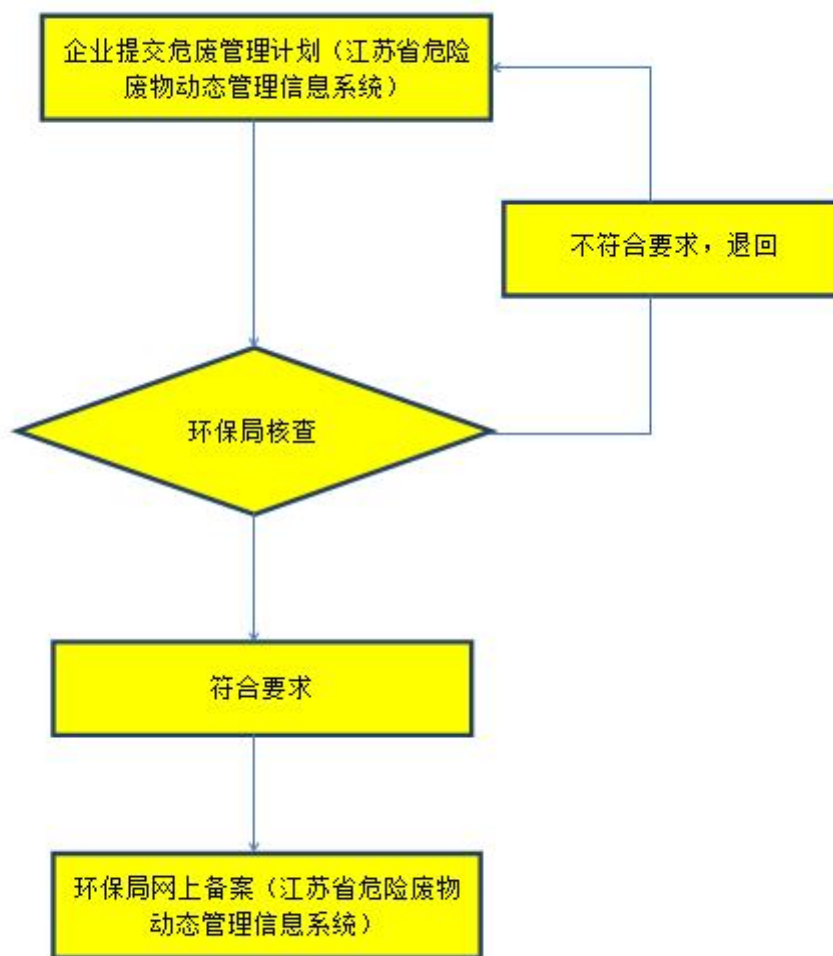 企业提交危废管理计划（江苏省危险
废物动态管理信息系统）
不符合要求，退回
环保局核查
符合要求
环保局网上备案（江苏省危险废物
动态管理信息系统）